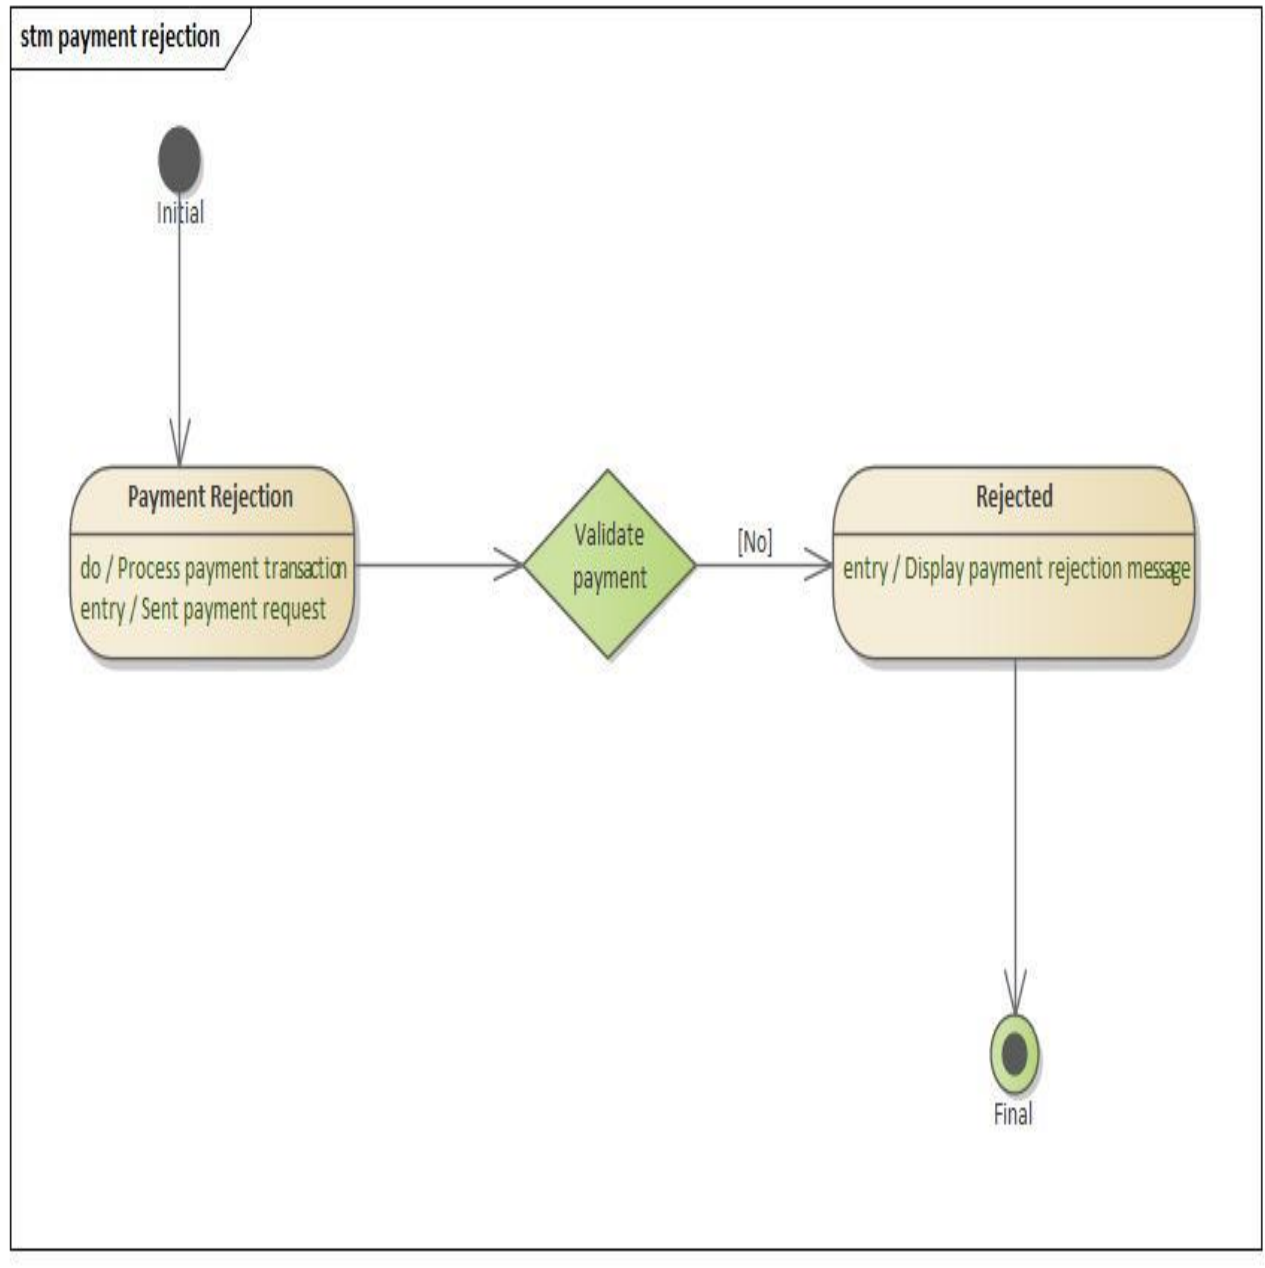 stm payment rejection
Initial
Payment Rejection
do / Process payment transaction
entry / Sent payment request
Validate
payment
[No]
Rejected
entry / Display payment rejection message
Final